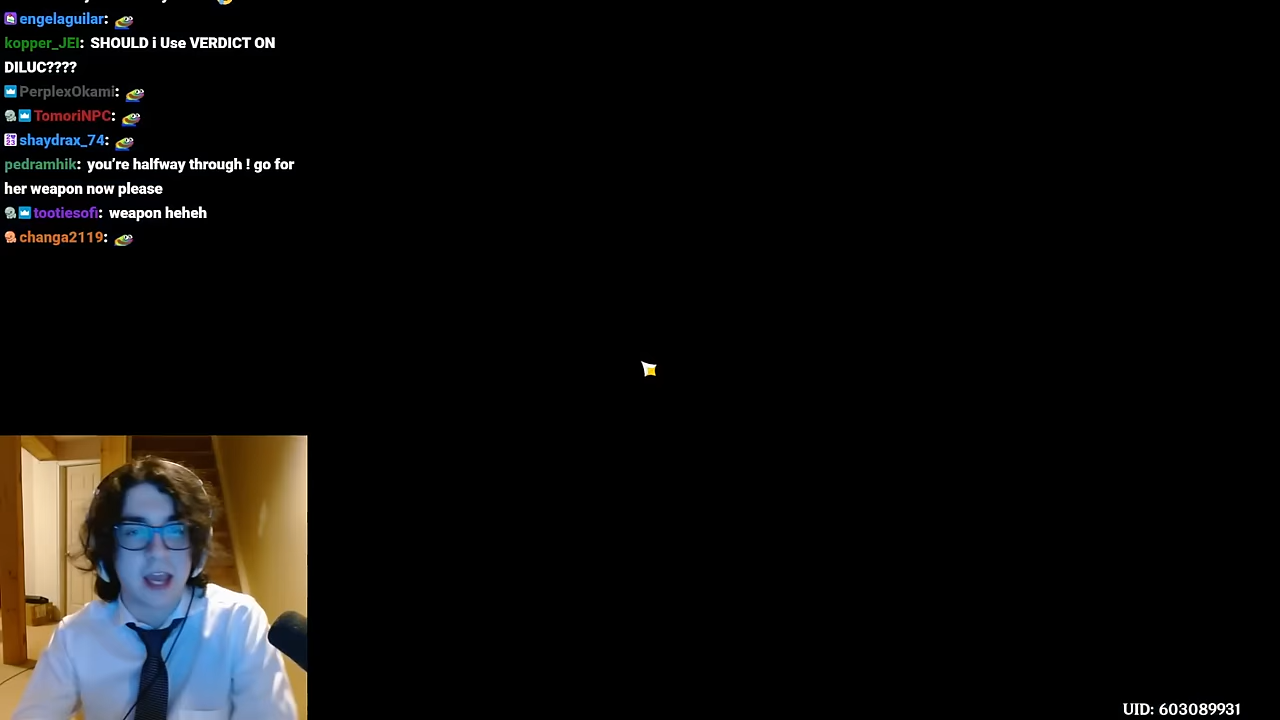 engelaguilar:
kopper_JEI: SHOULD i Use VERDICT ON
DILUC????
PerplexOkami:
TomoriNPC:
shaydrax_74:
pedramhik: you're halfway through ! go for
her weapon now please
tootiesofi: weapon heheh
changa2119:
UID: 603089931